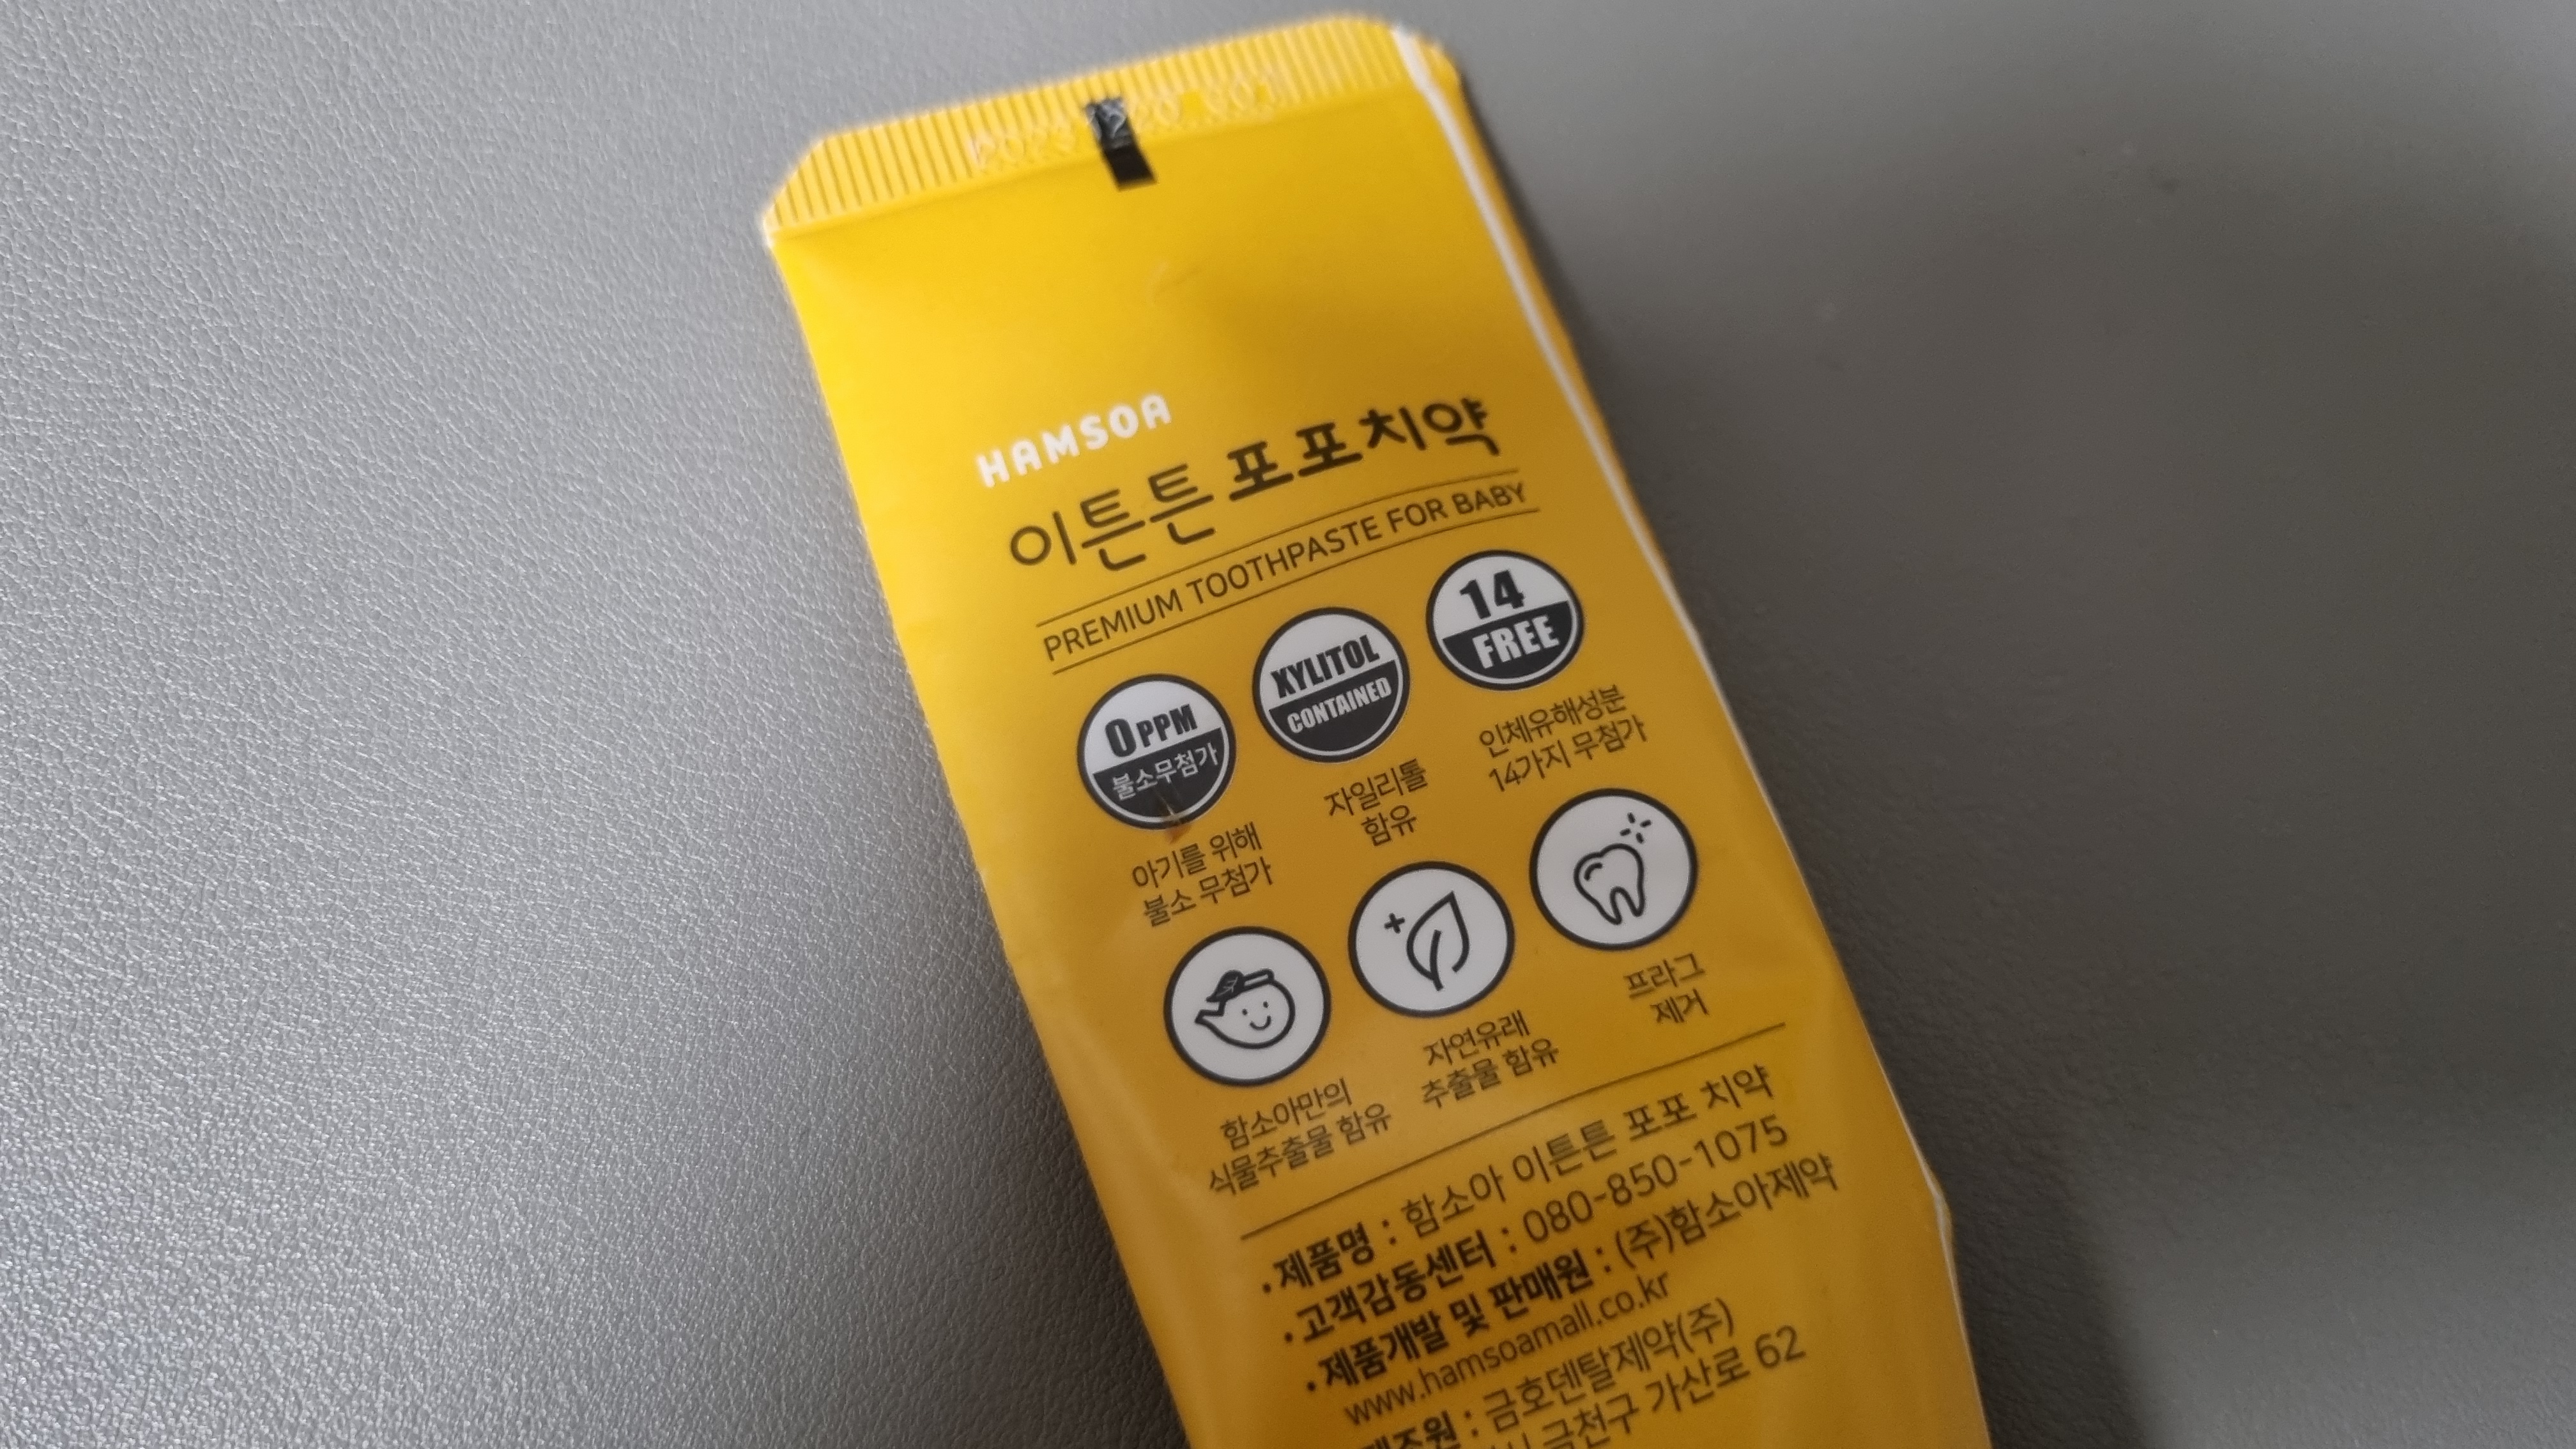 HAMSOA
이튼튼 포포치약
PREMIUM TOOTHPASTE FOR BABY
0PPM
불소무첨가
아기를 위해
불소 무첨가
XYLITOL
CONTAINED
자일리톨
함유
14
FREE
인체유해성분
14가지 무첨가
함소아만의
식물추출물 함유
자연유래
추출물 함유
프라그
제거
· 제품명 : 함소아 이튼튼 포포 치약
· 고객감동센터 : 080-850-1075
· 제품개발 및 판매원 : (주)함소아제약
www.hamsoamall.co.kr
제조원 : 금호덴탈제약(주)
금천구 가산로 62